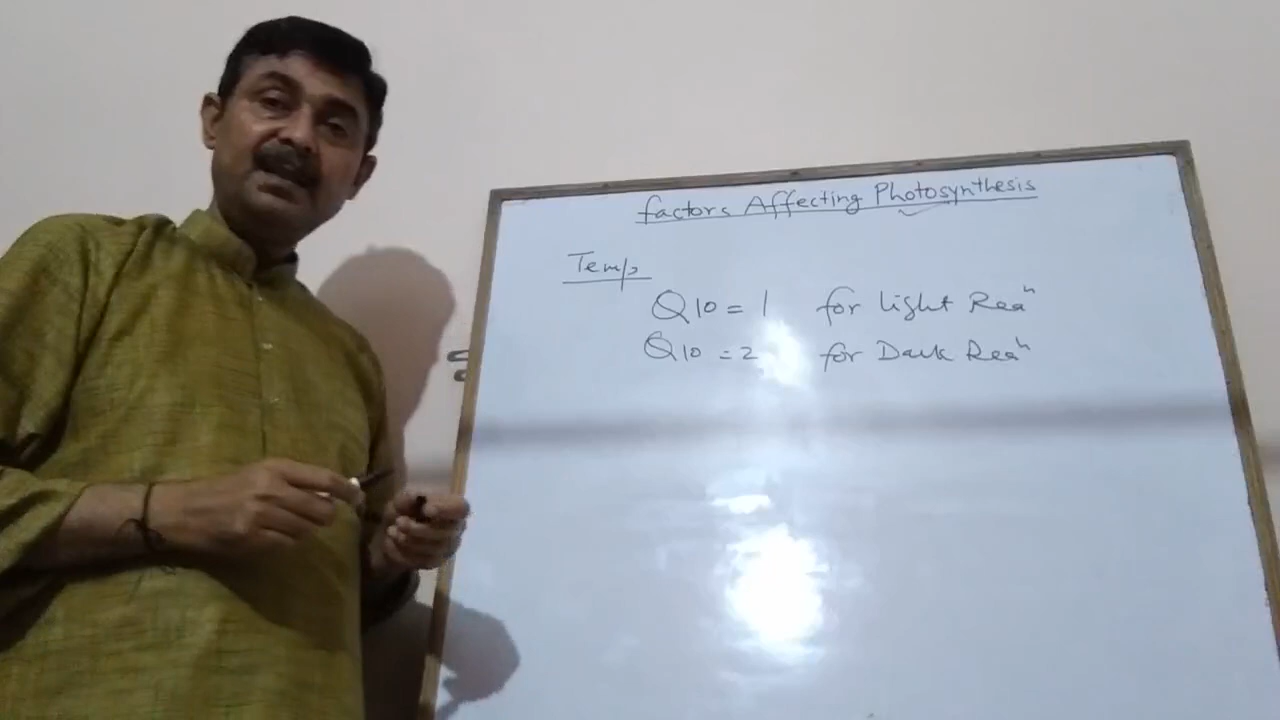 factors Affecting Photosynthesis
Temp
Q10 = 1 for light Reaⁿ
Q10 = 2 for Dark Reaⁿ